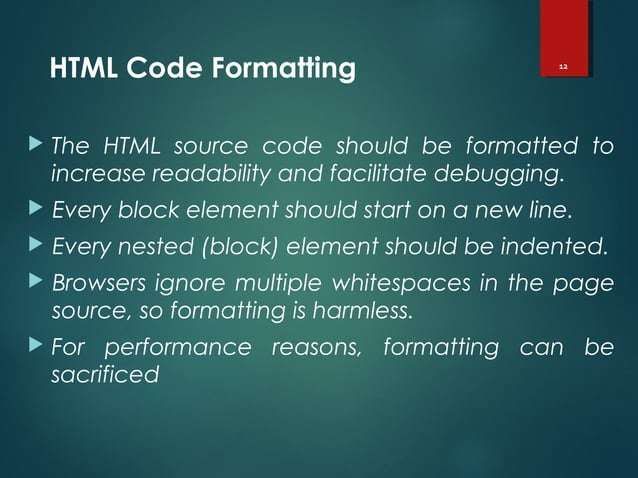 HTML Code Formatting
12
The HTML source code should be formatted to
increase readability and facilitate debugging.
Every block element should start on a new line.
Every nested (block) element should be indented.
Browsers ignore multiple whitespaces in the page
source, so formatting is harmless.
For performance reasons, formatting can be
sacrificed